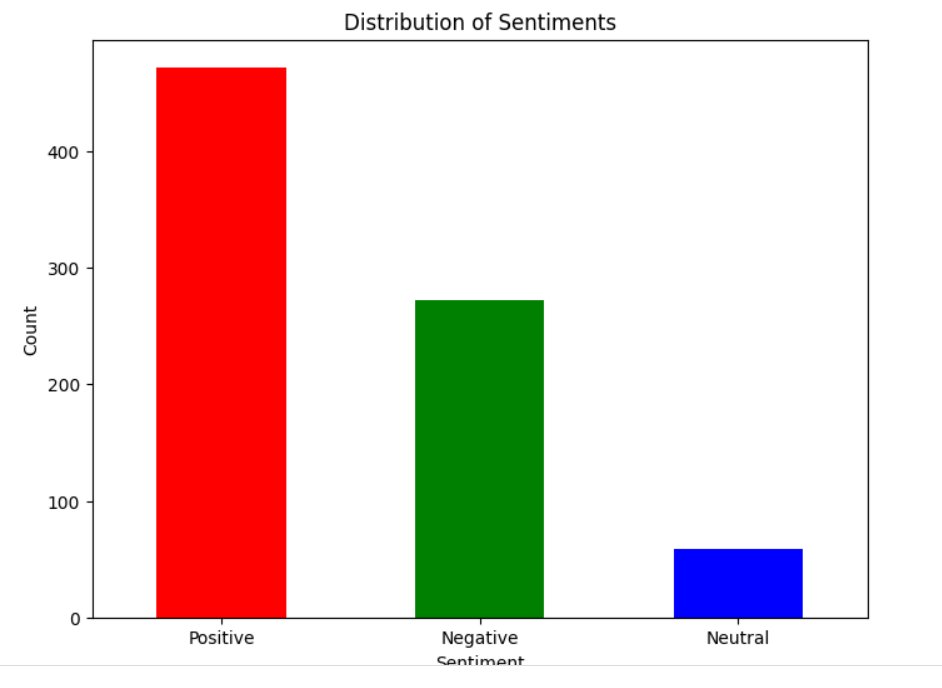 Distribution of Sentiments
400
300
200
100
0
Count
Positive Negative Neutral
Sentiment